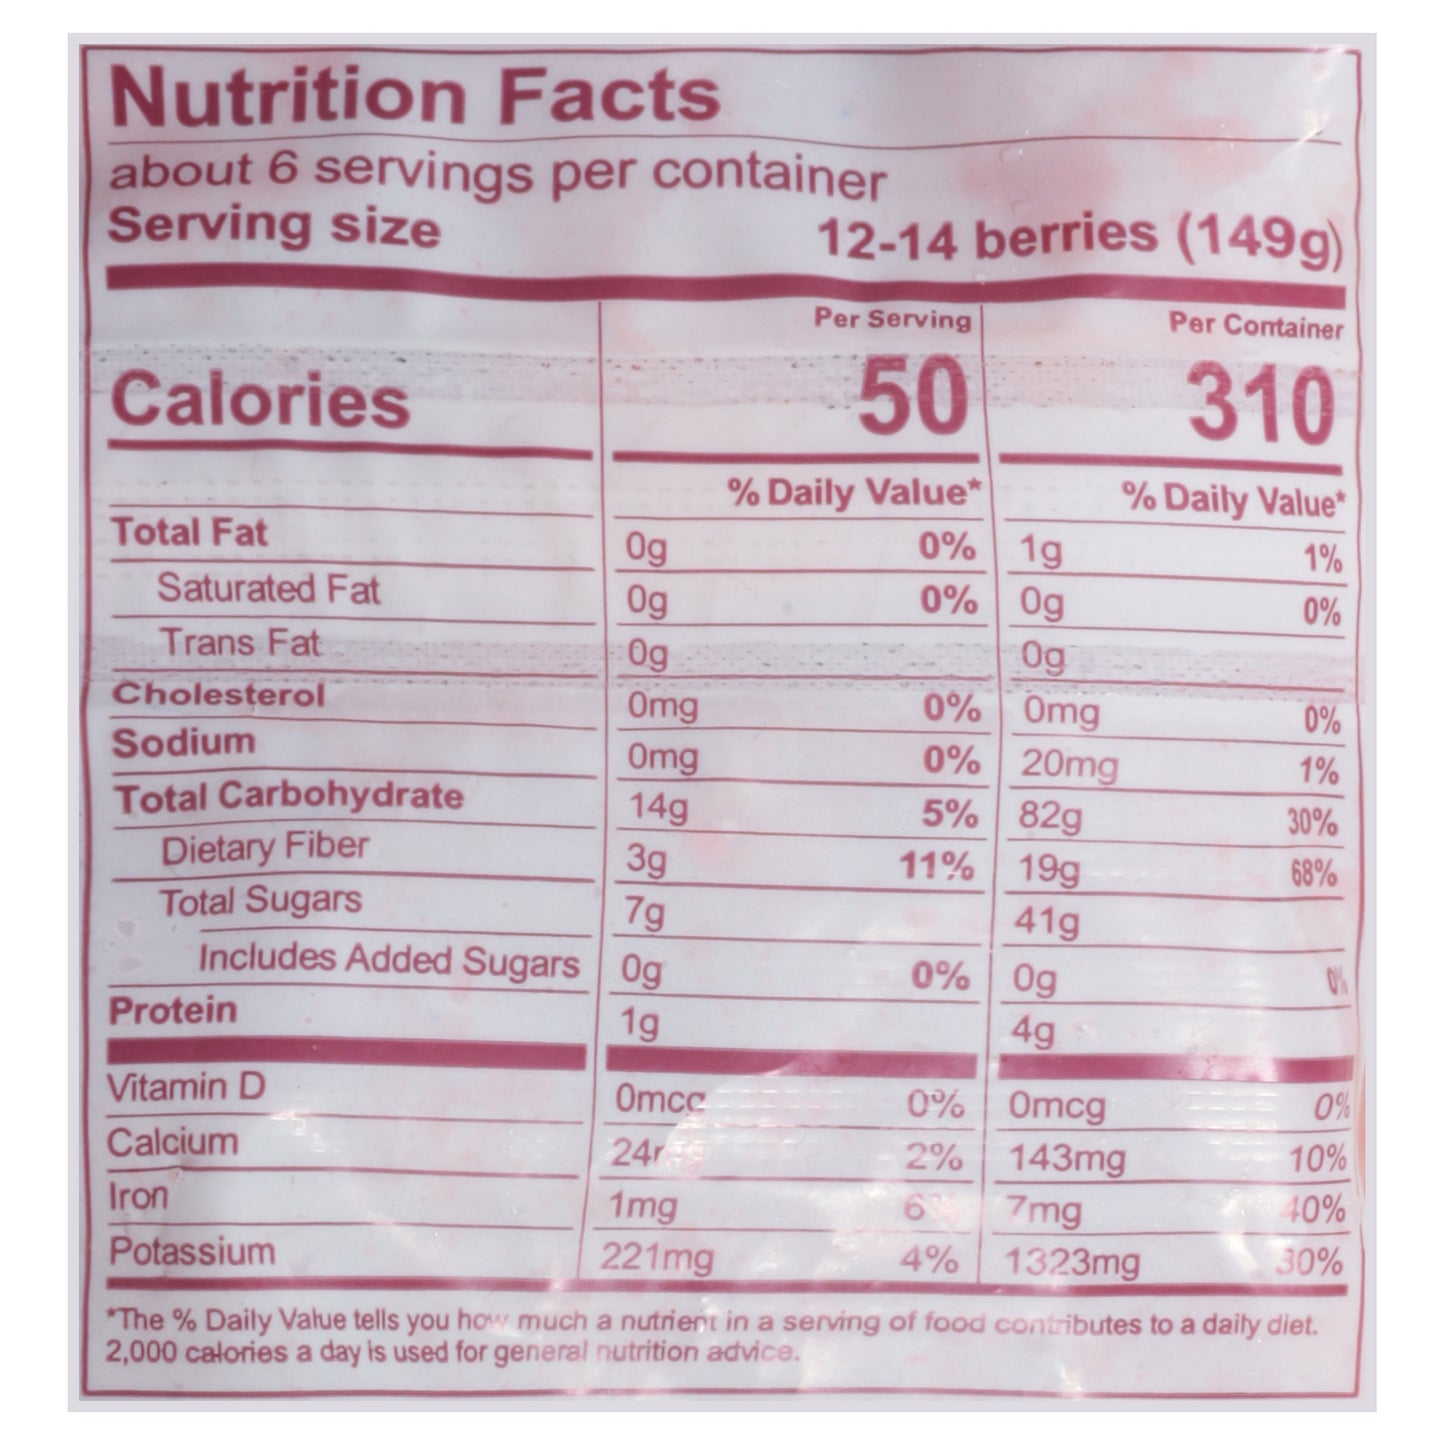 Nutrition Facts
about 6 servings per container
Serving size 12-14 berries (149g)
Per Serving Per Container
Calories 50 310
% Daily Value* % Daily Value*
Total Fat 0g 0% 1g 1%
Saturated Fat 0g 0% 0g 0%
Trans Fat 0g 0g
Cholesterol 0mg 0% 0mg 0%
Sodium 0mg 0% 20mg 1%
Total Carbohydrate 14g 5% 82g 30%
Dietary Fiber 3g 11% 19g 68%
Total Sugars 7g 41g
Includes Added Sugars 0g 0% 0g 0%
Protein 1g 4g
Vitamin D 0mcg 0% 0mcg 0%
Calcium 2% 143mg 10%
Iron 1mg 7mg 40%
Potassium 221mg 4% 1323mg 30%
*The % Daily Value tells you how much a nutrient in a serving of food contributes to a daily diet.
2,000 calories a day is used for general nutrition advice.